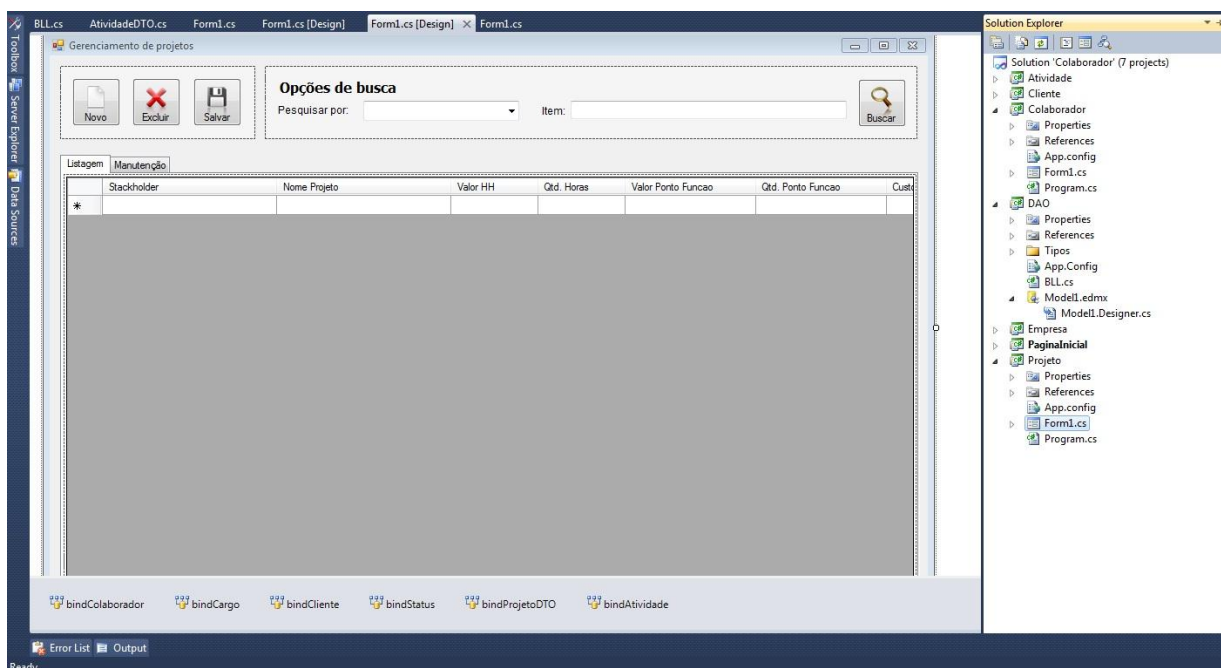 BLL.cs AtividadeDTO.cs Form1.cs Form1.cs [Design] Form1.cs [Design] Form1.cs
Toolbox
Server Explorer
Data Sources
Gerenciamento de projetos
Novo Excluir Salvar
Opções de busca
Pesquisar por: Item: Buscar
Listagem Manutenção
Stackholder Nome Projeto Valor HH Qtd. Horas Valor Ponto Funcao Qtd. Ponto Funcao
bindColaborador bindCargo bindCliente bindStatus bindProjetoDTO bindAtividade
Error List Output
Ready
Solution Explorer
Solution 'Colaborador' (7 projects)
Atividade
Cliente
Colaborador
Properties
References
App.config
Form1.cs
Program.cs
DAO
Properties
References
Tipos
App.Config
BLL.cs
Model1.edmx
Model1.Designer.cs
Empresa
PaginaInicial
Projeto
Properties
References
App.config
Form1.cs
Program.cs